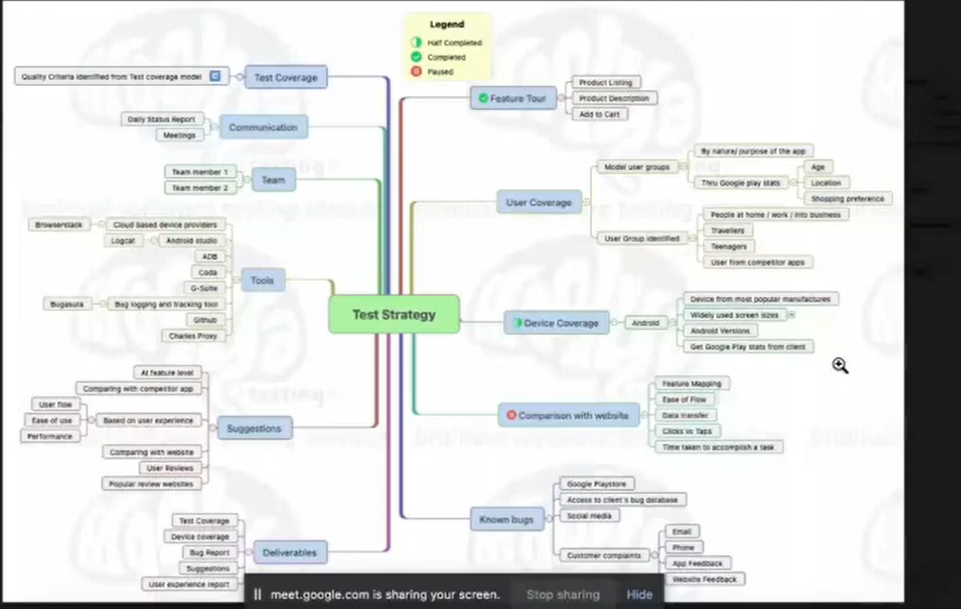 Legend
Half Completed
Completed
Paused
Test Coverage
Quality Criteria identified from Test coverage model
Communication
Daily Status Report
Meetings
Team
Team member 1
Team member 2
Tools
Cloud based device providers
Browserstack
Android studio
Logcat
ADB
Coda
G-Suite
Bug logging and tracking tool
Bugasura
Github
Charles Proxy
Suggestions
At feature level
Comparing with competitor app
Based on user experience
User flow
Ease of use
Performance
Comparing with website
User Reviews
Popular review websites
Deliverables
Test Coverage
Device coverage
Bug Report
Suggestions
User experience report
Test Strategy
Feature Tour
Product Listing
Product Description
Add to Cart
User Coverage
Model user groups
By nature/ purpose of the app
Thru Google play stats
Age
Location
Shopping preference
User Group identified
People at home / work / into business
Travellers
Teenagers
User from competitor apps
Device Coverage
Android
Device from most popular manufactures
Widely used screen sizes
Android Versions
Get Google Play stats from client
Comparison with website
Feature Mapping
Ease of Flow
Data transfer
Clicks vs Taps
Time taken to accomplish a task
Known bugs
Google Playstore
Access to client's bug database
Social media
Customer complaints
Email
Phone
App Feedback
Website Feedback
meet.google.com is sharing your screen.
Stop sharing
Hide